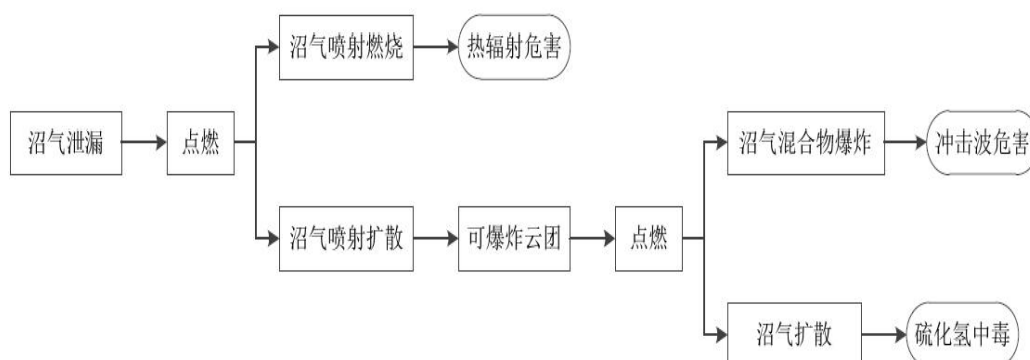 沼气喷射燃烧
热辐射危害
沼气泄漏
点燃
沼气混合物爆炸
冲击波危害
沼气喷射扩散
可爆炸云团
点燃
沼气扩散
硫化氢中毒